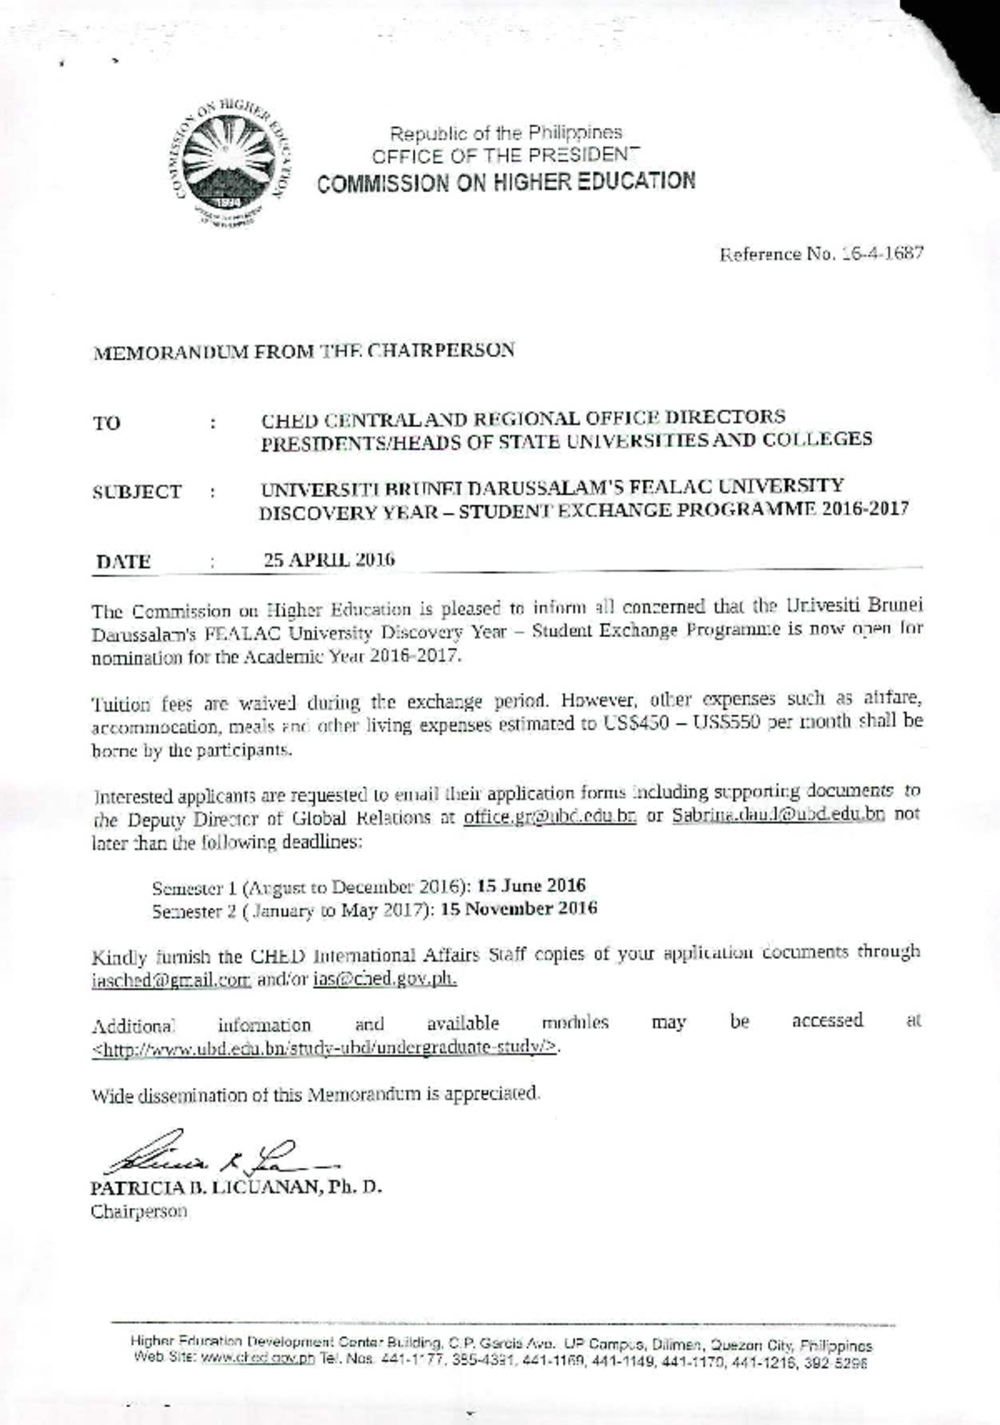 COMMISSION ON HIGHER EDUCATION
1994
Republic of the Philippines
OFFICE OF THE PRESIDENT
COMMISSION ON HIGHER EDUCATION
Reference No. 16-4-1687
MEMORANDUM FROM THE CHAIRPERSON
TO : CHED CENTRAL AND REGIONAL OFFICE DIRECTORS
PRESIDENTS/HEADS OF STATE UNIVERSITIES AND COLLEGES
SUBJECT : UNIVERSITI BRUNEI DARUSSALAM'S FEALAC UNIVERSITY
DISCOVERY YEAR – STUDENT EXCHANGE PROGRAMME 2016-2017
DATE : 25 APRIL 2016
The Commission on Higher Education is pleased to inform all concerned that the Univesiti Brunei
Darussalam's FEALAC University Discovery Year – Student Exchange Programme is now open for
nomination for the Academic Year 2016-2017.
Tuition fees are waived during the exchange period. However, other expenses such as airfare,
accommocation, meals and other living expenses estimated to US$450 – US$550 per month shall be
borne by the participants.
Interested applicants are requested to email their application forms including supporting documents to
the Deputy Director of Global Relations at office.gr@ubd.edu.bn or Sabrina.daud@ubd.edu.bn not
later than the following deadlines:
Semester 1 (August to December 2016): 15 June 2016
Semester 2 ( January to May 2017): 15 November 2016
Kindly furnish the CHED International Affairs Staff copies of your application documents through
iasched@gmail.com and/or ias@ched.gov.ph.
Additional information and available modules may be accessed at
<http://www.ubd.edu.bn/study-ubd/undergraduate-study/>.
Wide dissemination of this Memorandum is appreciated.
PATRICIA B. LICUANAN, Ph. D.
Chairperson
Higher Education Development Center Building, C.P. Garcia Ave. UP Campus, Diliman, Quezon City, Philippines
Web Site: www.ched.gov.ph Tel. Nos. 441-1177, 385-4391, 441-1169, 441-1149, 441-1170, 441-1216, 392-5296